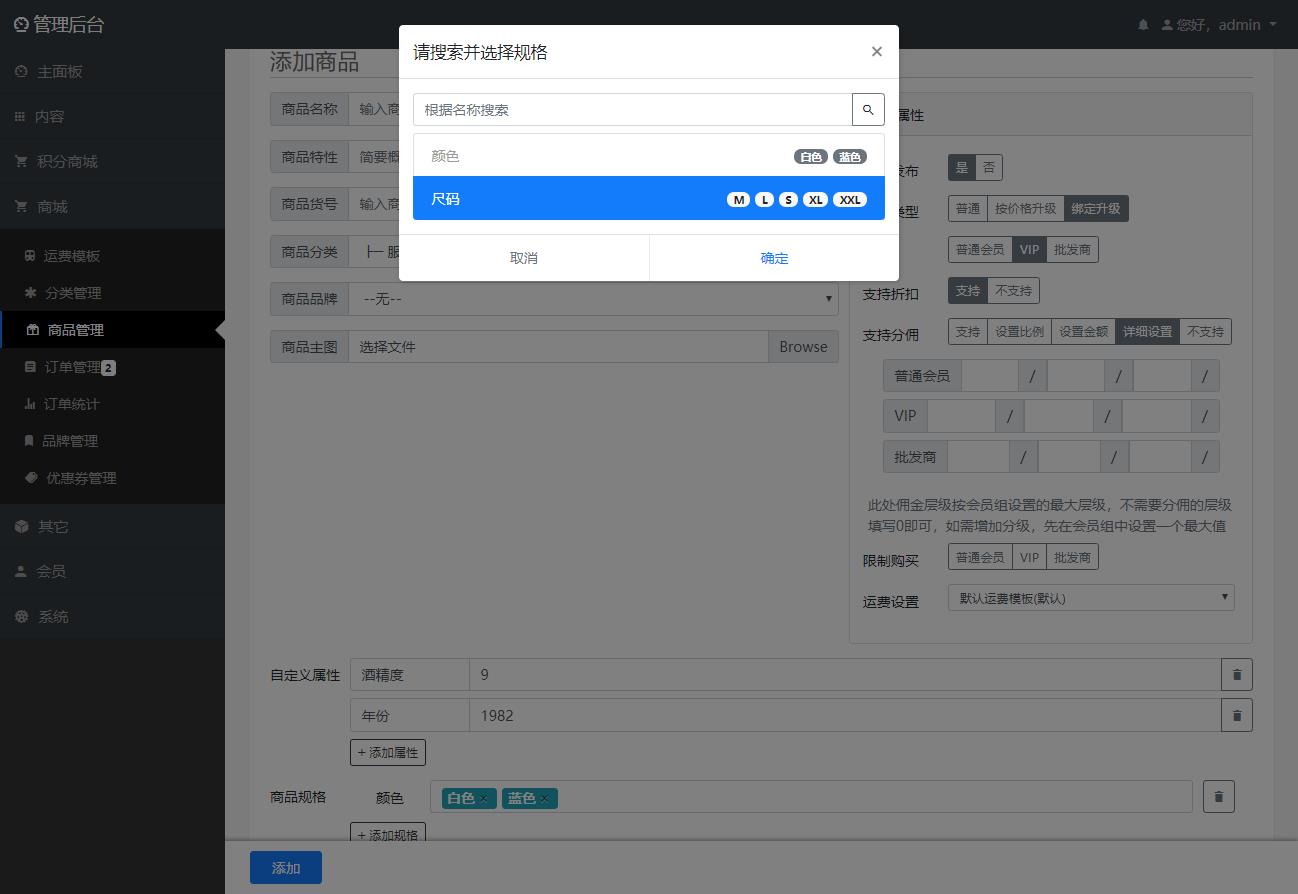 管理后台
您好，admin
主面板
内容
积分商城
商城
运费模板
分类管理
商品管理
订单管理 2
订单统计
品牌管理
优惠券管理
其它
会员
系统
请搜索并选择规格 ×
根据名称搜索
颜色 白色 蓝色
尺码 M L S XL XXL
取消 确定
添加商品
商品名称 输入商
商品特性 简要概
商品货号 输入商
商品分类 ├─ 服
商品品牌 --无--
商品主图 选择文件 Browse
属性
发布 是 否
类型 普通 按价格升级 绑定升级
普通会员 VIP 批发商
支持折扣 支持 不支持
支持分佣 支持 设置比例 设置金额 详细设置 不支持
普通会员 / / /
VIP / / /
批发商 / / /
此处佣金层级按会员组设置的最大层级，不需要分佣的层级
填写0即可，如需增加分级，先在会员组中设置一个最大值
限制购买 普通会员 VIP 批发商
运费设置 默认运费模板(默认)
自定义属性 酒精度 9
年份 1982
+ 添加属性
商品规格 颜色 白色 × 蓝色 ×
+ 添加规格
添加